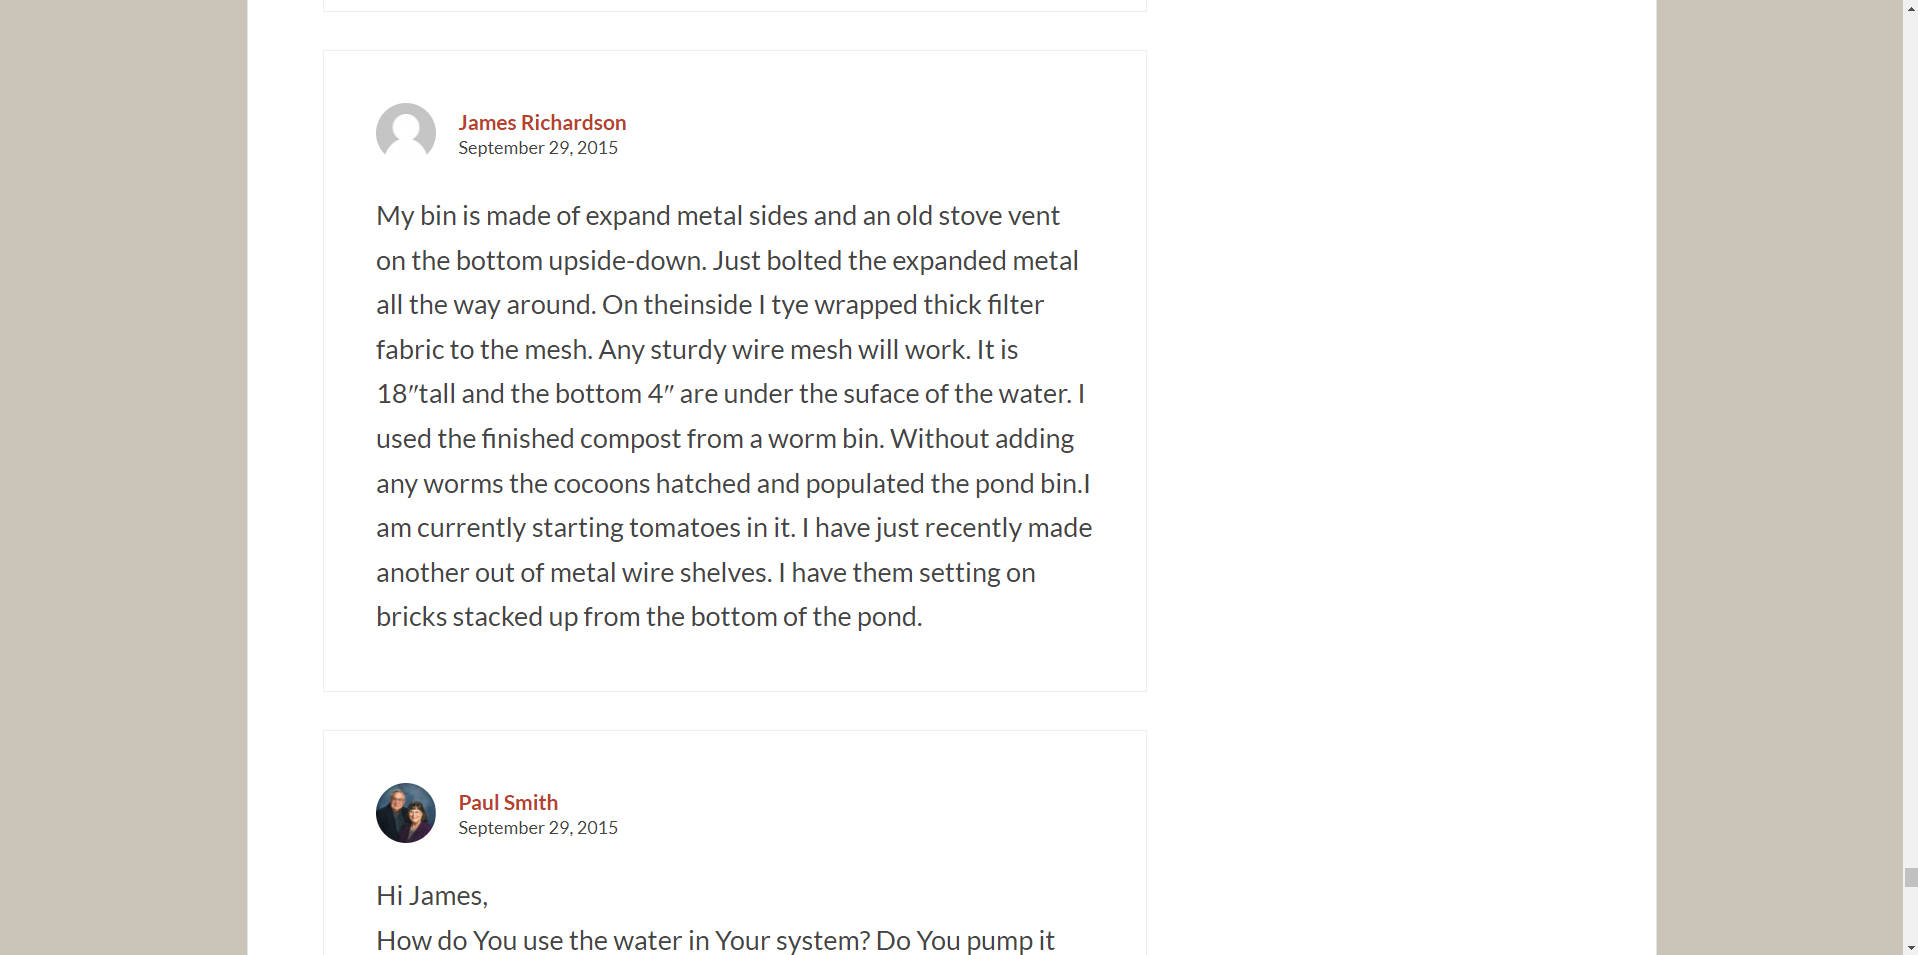 James Richardson
September 29, 2015
My bin is made of expand metal sides and an old stove vent
on the bottom upside-down. Just bolted the expanded metal
all the way around. On theinside I tye wrapped thick filter
fabric to the mesh. Any sturdy wire mesh will work. It is
18″tall and the bottom 4″ are under the suface of the water. I
used the finished compost from a worm bin. Without adding
any worms the cocoons hatched and populated the pond bin.I
am currently starting tomatoes in it. I have just recently made
another out of metal wire shelves. I have them setting on
bricks stacked up from the bottom of the pond.
Paul Smith
September 29, 2015
Hi James,
How do You use the water in Your system? Do You pump it